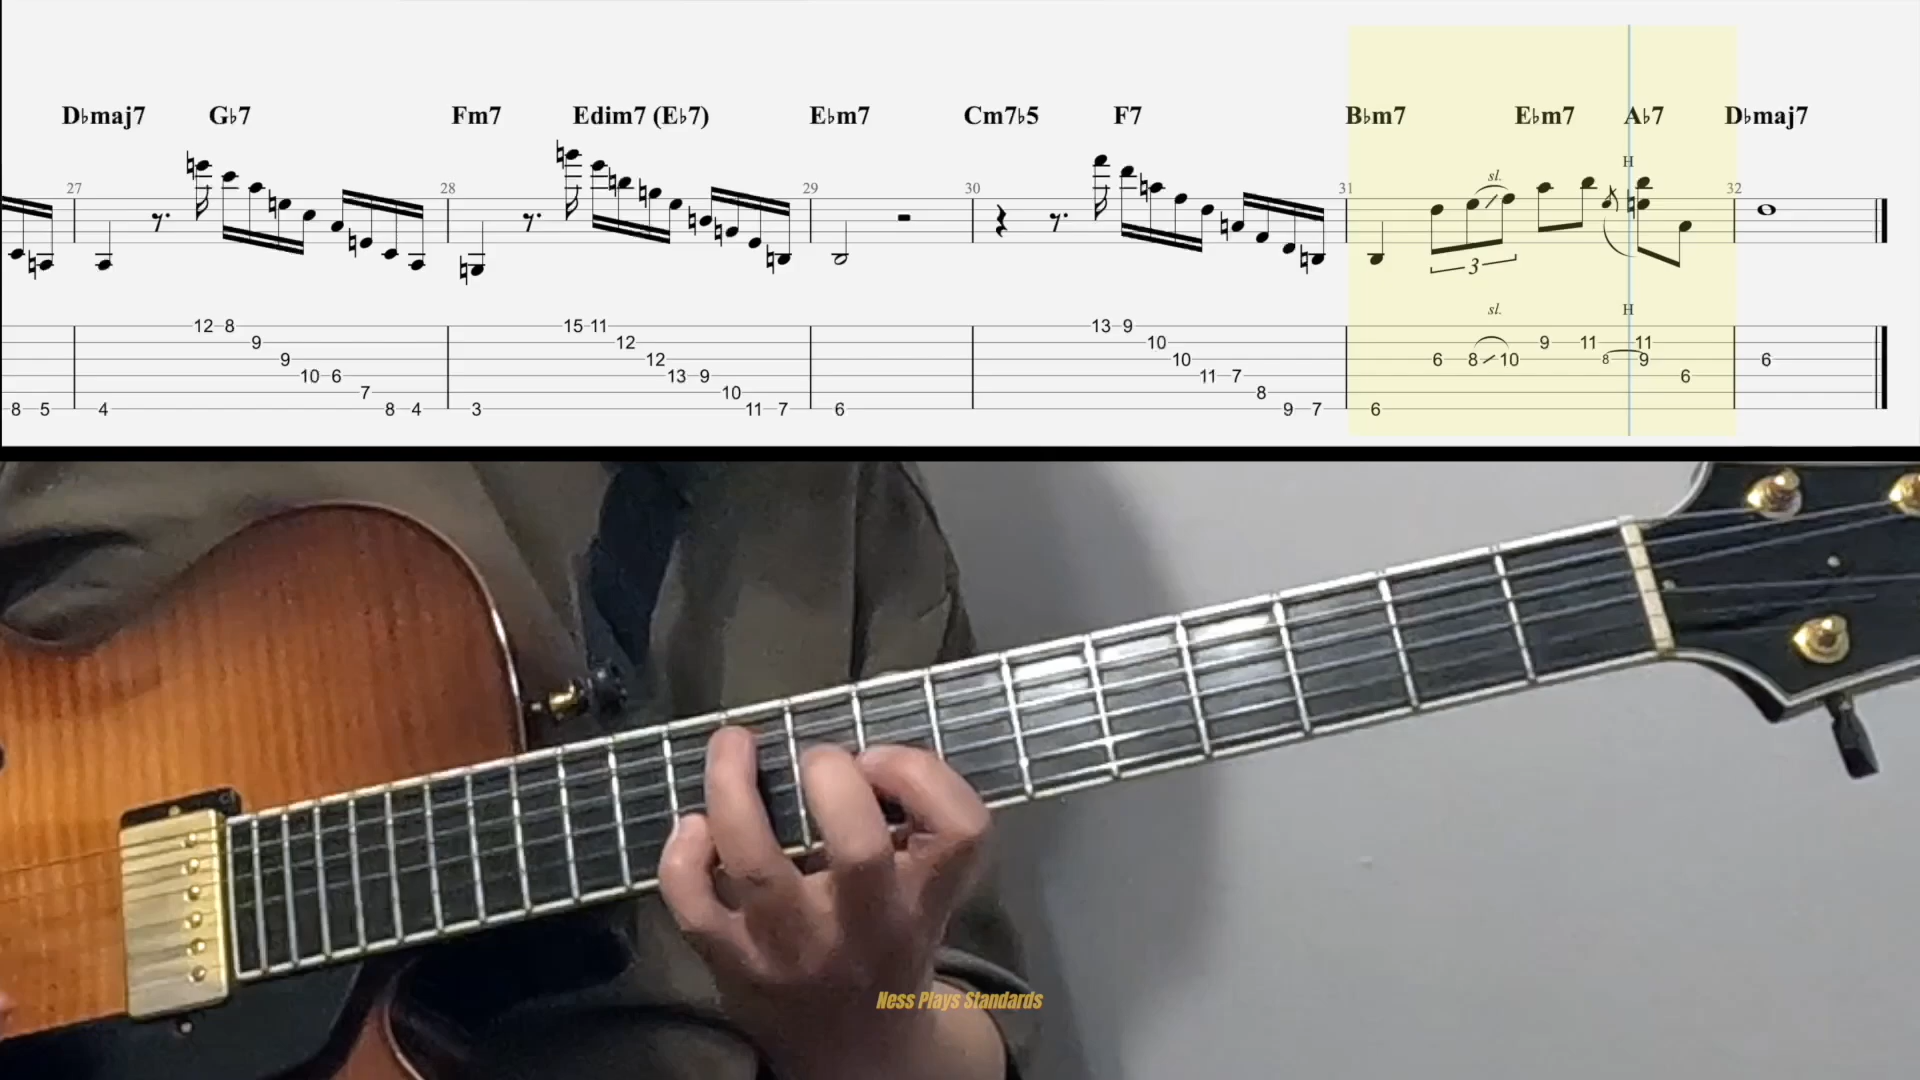 D♭maj7 G♭7 Fm7 Edim7 (E♭7) E♭m7 Cm7♭5 F7 B♭m7 E♭m7 A♭7 D♭maj7
27 28 29 30 31 sl. H 32
3
sl. H
12 8 15 11 13 9
9 12 10 9 11 11
9 12 10 6 8 10 8 9 6
10 6 13 9 11 7 6
7 10 8
8 5 4 8 4 3 11 7 6 9 7 6
Ness Plays Standards